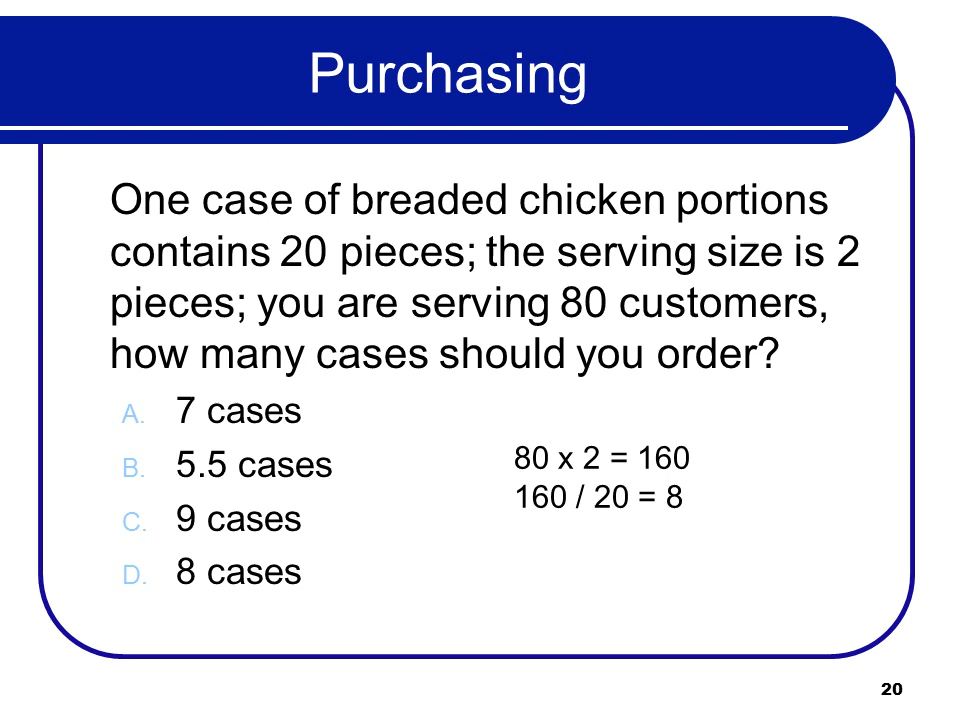 Purchasing
One case of breaded chicken portions
contains 20 pieces; the serving size is 2
pieces; you are serving 80 customers,
how many cases should you order?
A. 7 cases
B. 5.5 cases
C. 9 cases
D. 8 cases
80 x 2 = 160
160 / 20 = 8
20